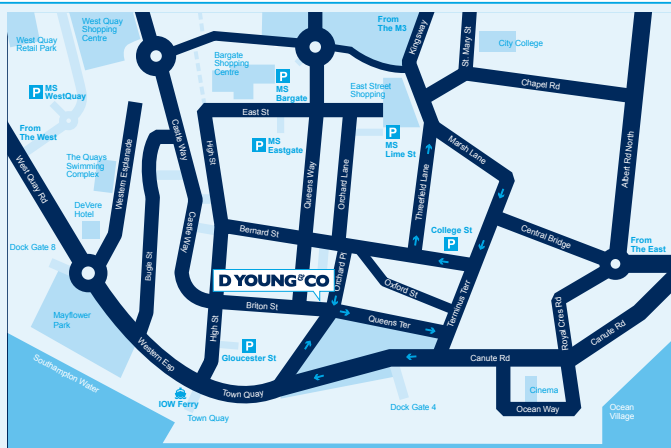 West Quay
Shopping
Centre
From
The M3
Kingsway
St. Mary St
City College
West Quay
Retail Park
Bargate
Shopping
Centre
P
MS
Bargate
East Street
Shopping
Chapel Rd
P
MS
WestQuay
East St
From
The West
Castle Way
High St
P
MS
Eastgate
P
MS
Lime St
Marsh Lane
Albert Rd North
West Quay Rd
The Quays
Swimming
Complex
Western Esplanade
Queens Way
Orchard Lane
Threefield Lane
DeVere
Hotel
Castle Way
Bernard St
College St
P
Central Bridge
From
The East
Dock Gate 8
Bugle St
D YOUNG & CO
Orchard Pl
Oxford St
Terminus Terr
Mayflower
Park
Briton St
Queens Ter
Royal Cres Rd
Canute Rd
High St
P
Gloucester St
Western Esp
Canute Rd
Southampton Water
Town Quay
IOW Ferry
Town Quay
Dock Gate 4
Cinema
Ocean Way
Ocean
Village